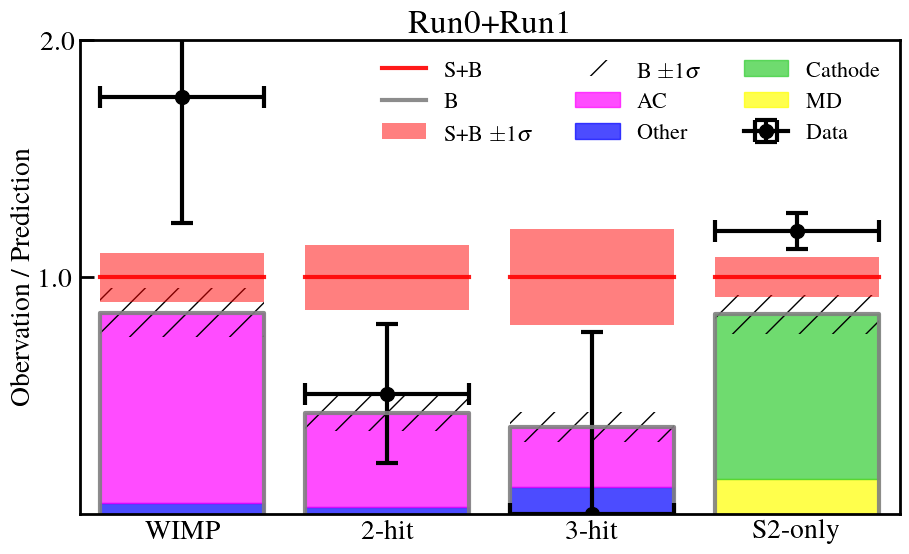 Run0+Run1
2.0
1.0
Obervation / Prediction
S+B
B
S+B ±1σ
B ±1σ
AC
Other
Cathode
MD
Data
WIMP
2-hit
3-hit
S2-only